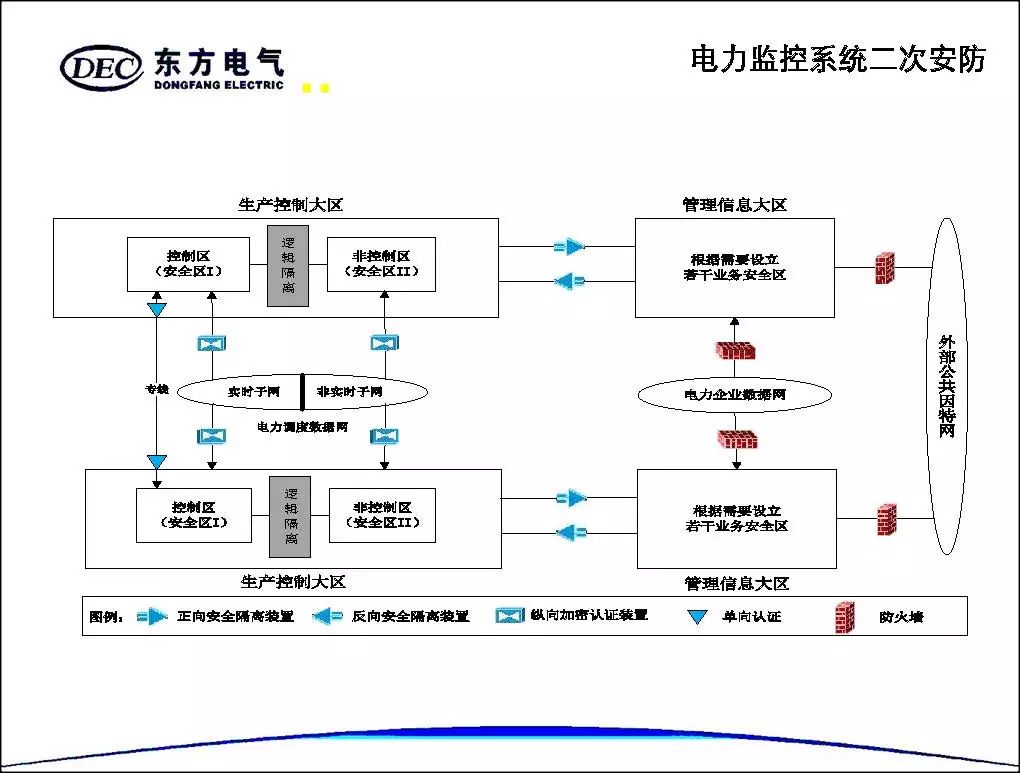 DEC 东方电气
DONGFANG ELECTRIC
电力监控系统二次安防
生产控制大区
管理信息大区
控制区
(安全区I)
逻
辑
隔
离
非控制区
(安全区II)
根据需要设立
若干业务安全区
专线
实时子网
非实时子网
电力调度数据网
电力企业数据网
外
部
公
共
因
特
网
控制区
(安全区I)
逻
辑
隔
离
非控制区
(安全区II)
根据需要设立
若干业务安全区
生产控制大区
管理信息大区
图例： 正向安全隔离装置 反向安全隔离装置 纵向加密认证装置 单向认证 防火墙